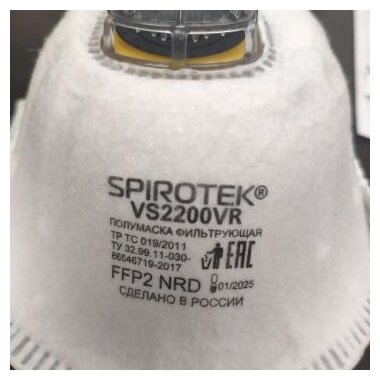 SPIROTEK®
VS2200VR
ПОЛУМАСКА ФИЛЬТРУЮЩАЯ
ТР ТС 019/2011
ТУ 32.99.11-030-
86546719-2017
EAC
FFP2 NRD 01/2025
СДЕЛАНО В РОССИИ